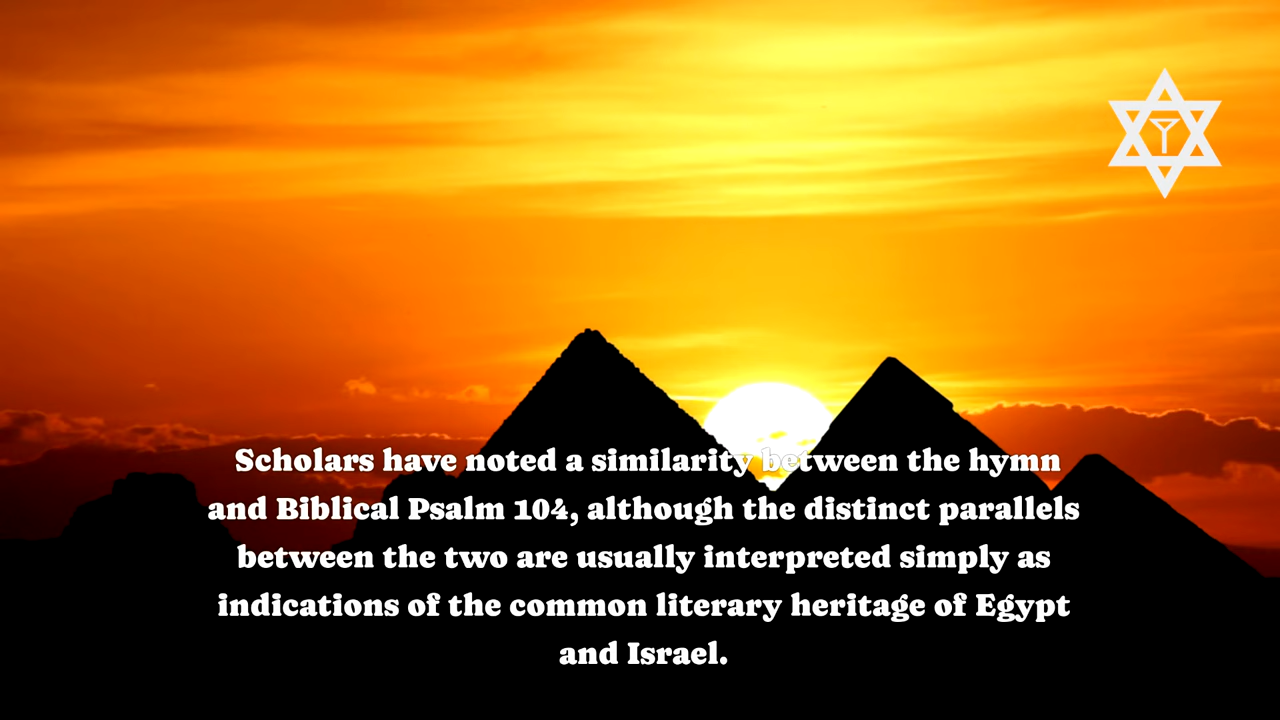 Scholars have noted a similarity between the hymn
and Biblical Psalm 104, although the distinct parallels
between the two are usually interpreted simply as
indications of the common literary heritage of Egypt
and Israel.